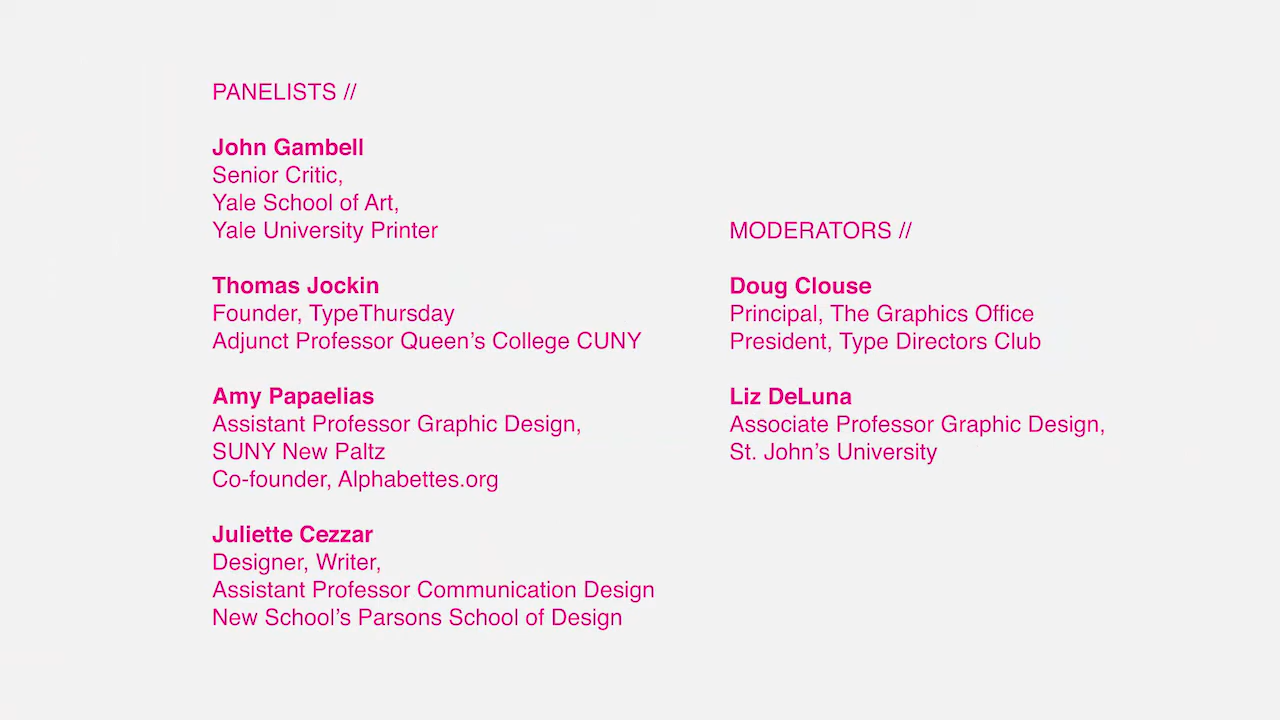 PANELISTS //
John Gambell
Senior Critic,
Yale School of Art,
Yale University Printer
Thomas Jockin
Founder, TypeThursday
Adjunct Professor Queen’s College CUNY
Amy Papaelias
Assistant Professor Graphic Design,
SUNY New Paltz
Co-founder, Alphabettes.org
Juliette Cezzar
Designer, Writer,
Assistant Professor Communication Design
New School’s Parsons School of Design
MODERATORS //
Doug Clouse
Principal, The Graphics Office
President, Type Directors Club
Liz DeLuna
Associate Professor Graphic Design,
St. John’s University